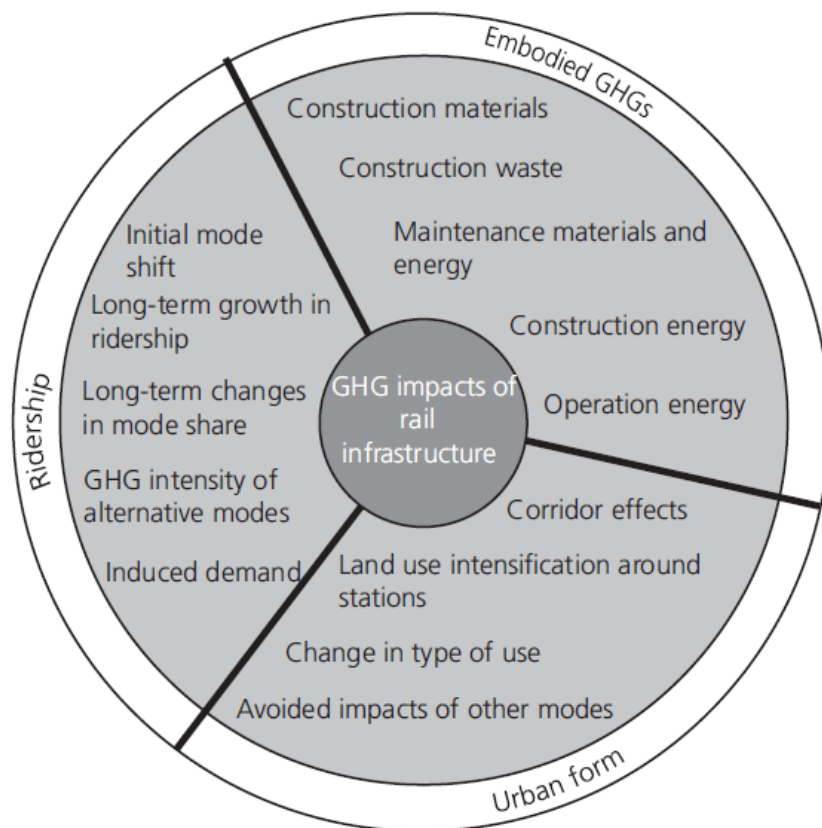 Embodied GHGs
Construction materials
Construction waste
Maintenance materials and
energy
Construction energy
Operation energy
Ridership
Initial mode
shift
Long-term growth in
ridership
Long-term changes
in mode share
GHG intensity of
alternative modes
Induced demand
GHG impacts of
rail
infrastructure
Corridor effects
Land use intensification around
stations
Change in type of use
Avoided impacts of other modes
Urban form